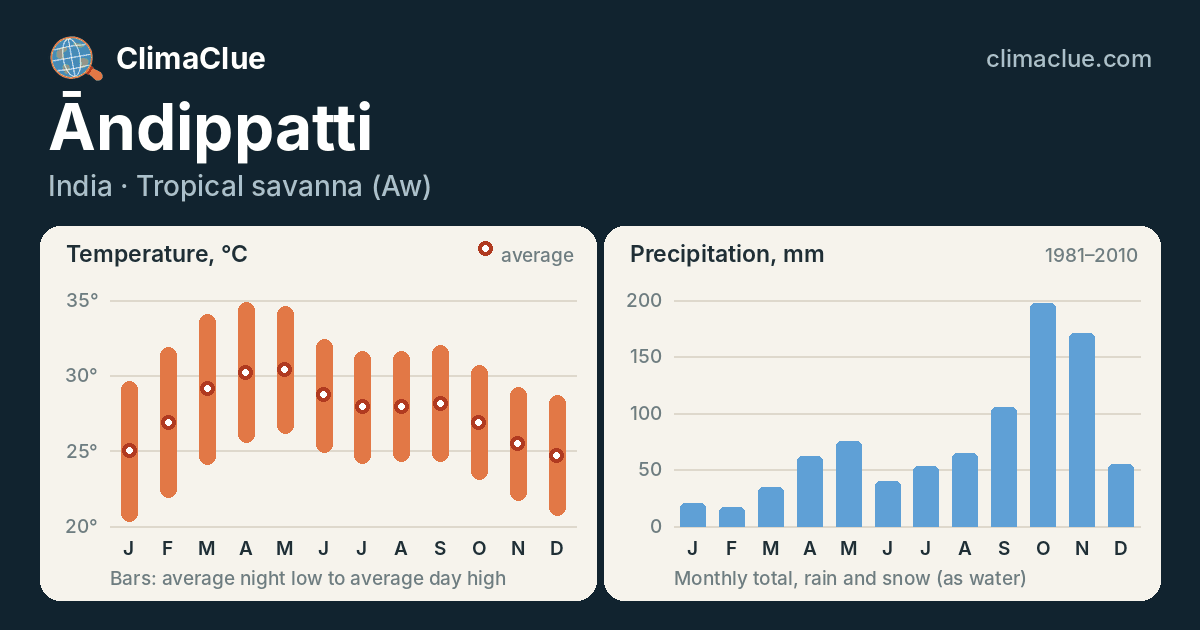 ClimaClue
climaclue.com
Āndippatti
India · Tropical savanna (Aw)
Temperature, °C
average
35°
30°
25°
20°
J F M A M J J A S O N D
Bars: average night low to average day high
Precipitation, mm
1981–2010
200
150
100
50
0
J F M A M J J A S O N D
Monthly total, rain and snow (as water)